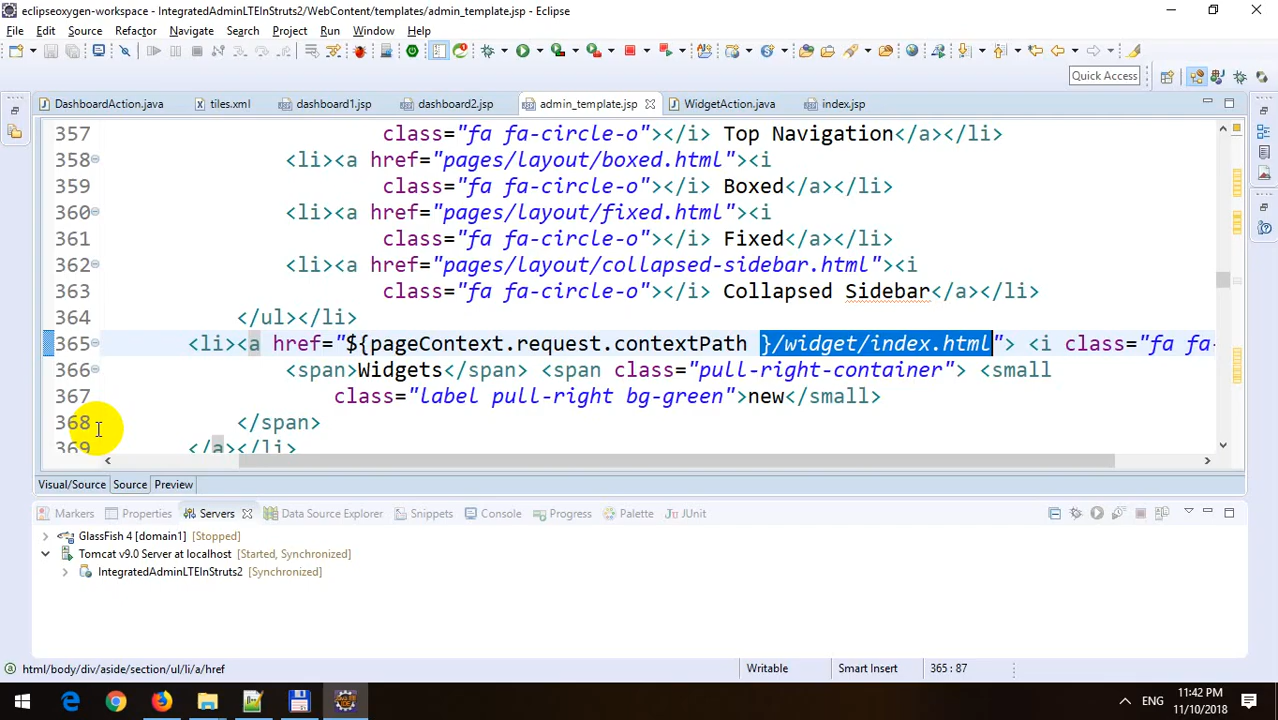 eclipseoxygen-workspace - IntegratedAdminLTEInStruts2/WebContent/templates/admin_template.jsp - Eclipse
File Edit Source Refactor Navigate Search Project Run Window Help
Quick Access
DashboardAction.java tiles.xml dashboard1.jsp dashboard2.jsp admin_template.jsp WidgetAction.java index.jsp
357 class="fa fa-circle-o"></i> Top Navigation</a></li>
358 <li><a href="pages/layout/boxed.html"><i
359 class="fa fa-circle-o"></i> Boxed</a></li>
360 <li><a href="pages/layout/fixed.html"><i
361 class="fa fa-circle-o"></i> Fixed</a></li>
362 <li><a href="pages/layout/collapsed-sidebar.html"><i
363 class="fa fa-circle-o"></i> Collapsed Sidebar</a></li>
364 </ul></li>
365 <li><a href="${pageContext.request.contextPath }/widget/index.html"> <i class="fa fa-
366 <span>Widgets</span> <span class="pull-right-container"> <small
367 class="label pull-right bg-green">new</small>
368 </span>
369 </a></li>
Visual/Source Source Preview
Markers Properties Servers Data Source Explorer Snippets Console Progress Palette JUnit
GlassFish 4 [domain1] [Stopped]
Tomcat v9.0 Server at localhost [Started, Synchronized]
IntegratedAdminLTEInStruts2 [Synchronized]
html/body/div/aside/section/ul/li/a/href Writable Smart Insert 365 : 87
ENG 11:42 PM
11/10/2018